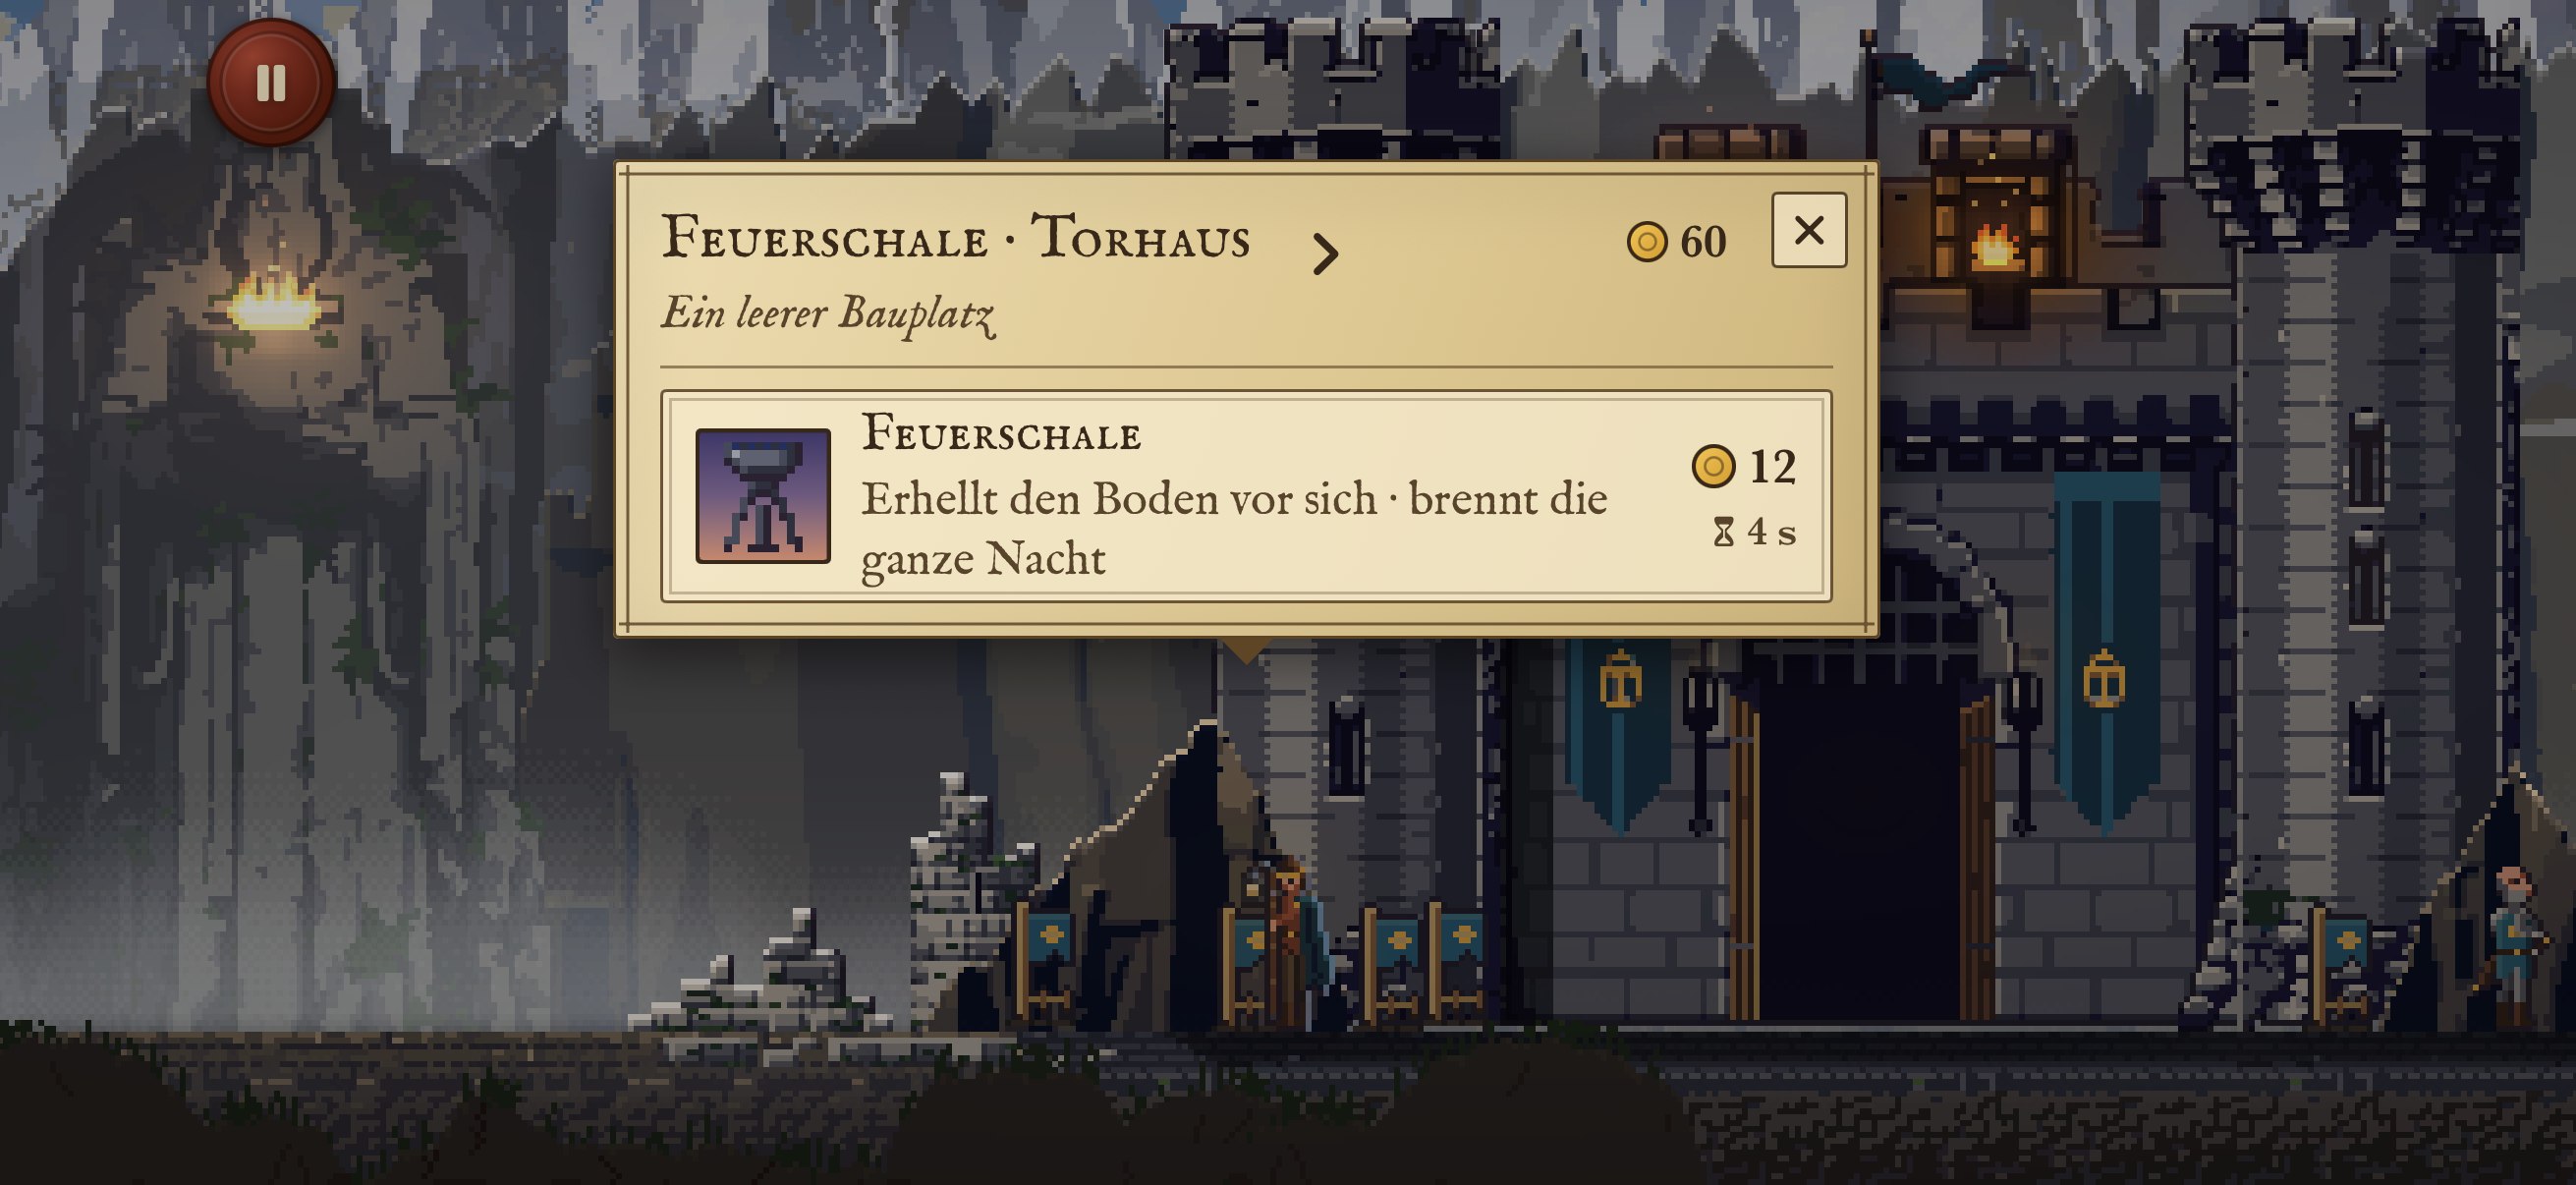 Feuerschale · Torhaus
60
Ein leerer Bauplatz
Feuerschale
Erhellt den Boden vor sich · brennt die
ganze Nacht
12
4 s